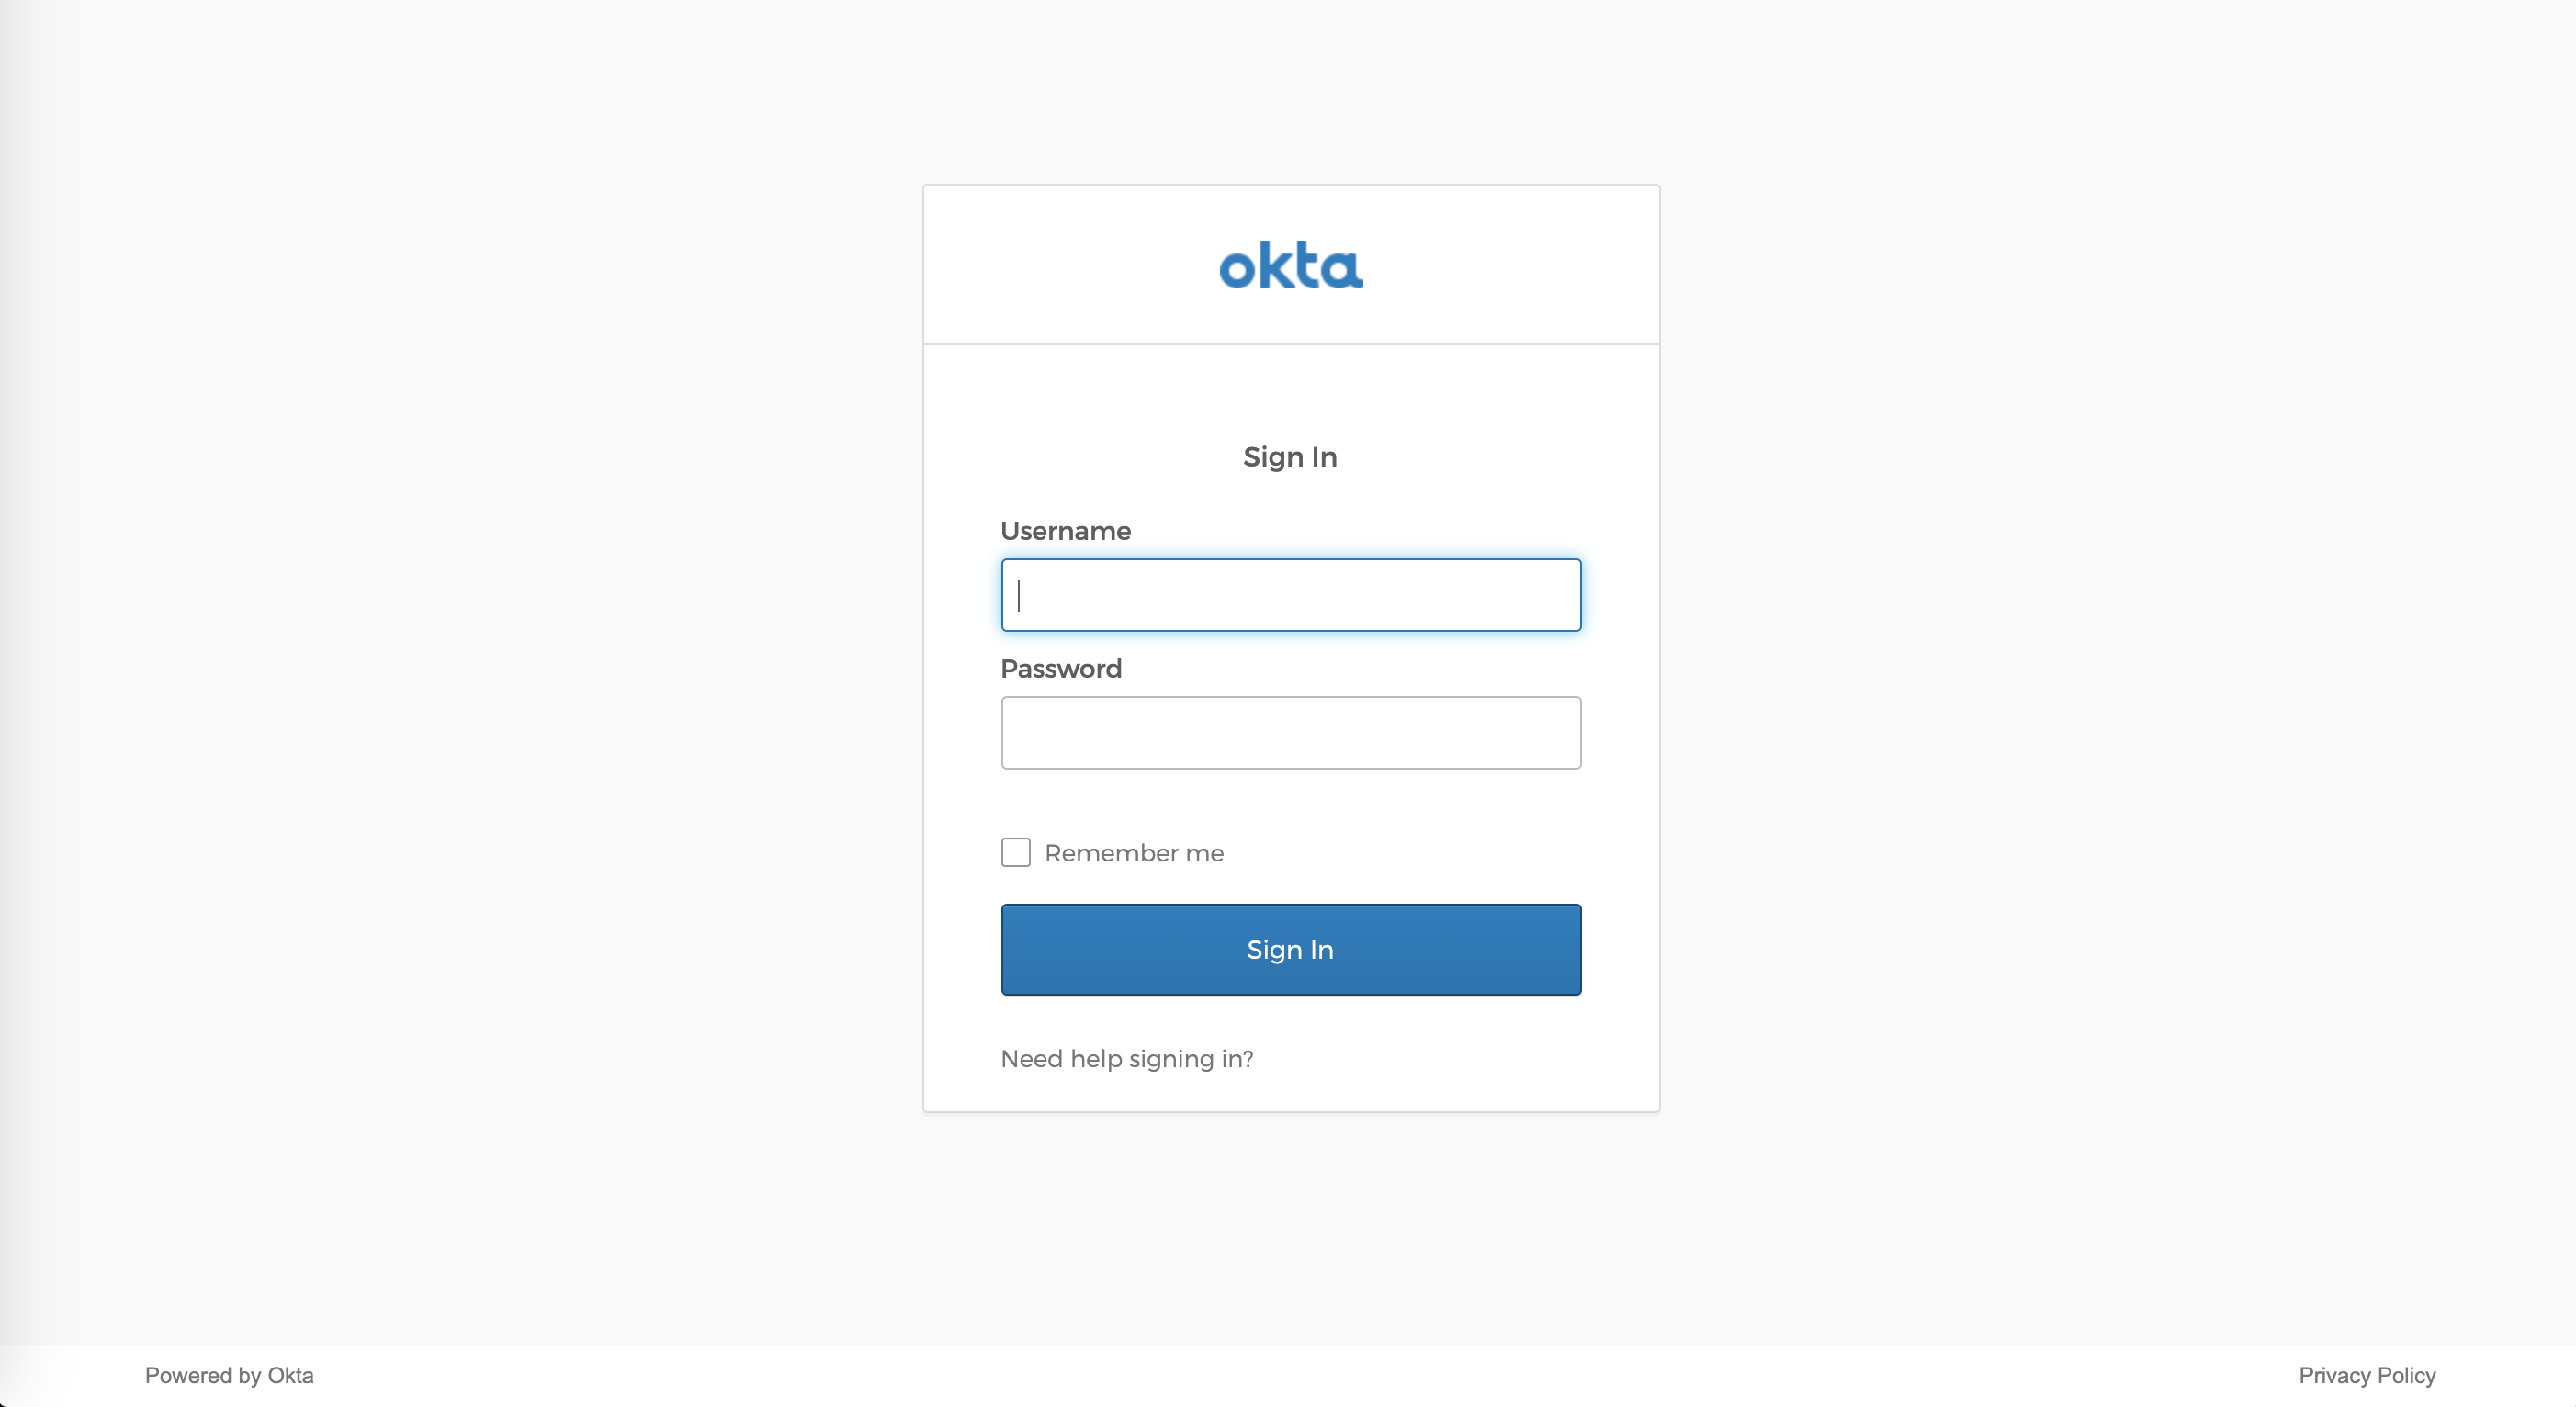 okta
Sign In
Username
Password
Remember me
Sign In
Need help signing in?
Powered by Okta
Privacy Policy